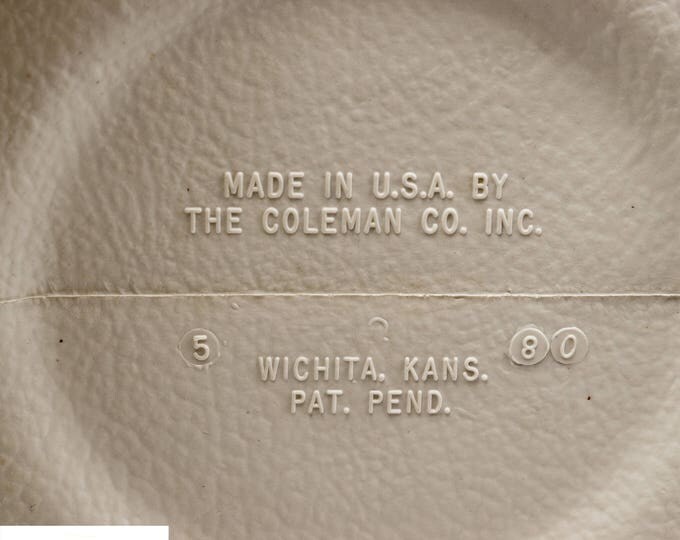 MADE IN U.S.A. BY
THE COLEMAN CO. INC.
5 80
WICHITA, KANS.
PAT. PEND.